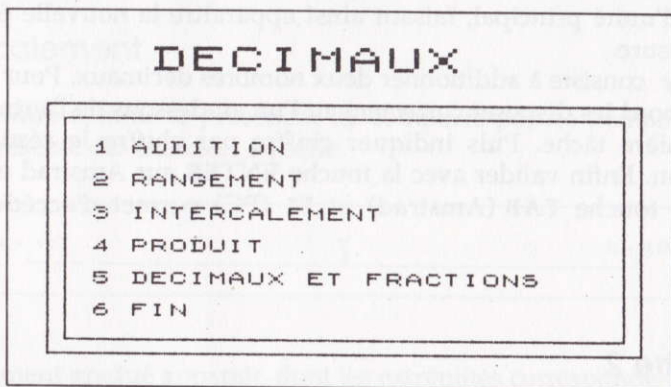 DECIMAUX
1 ADDITION
2 RANGEMENT
3 INTERCALEMENT
4 PRODUIT
5 DECIMAUX ET FRACTIONS
6 FIN